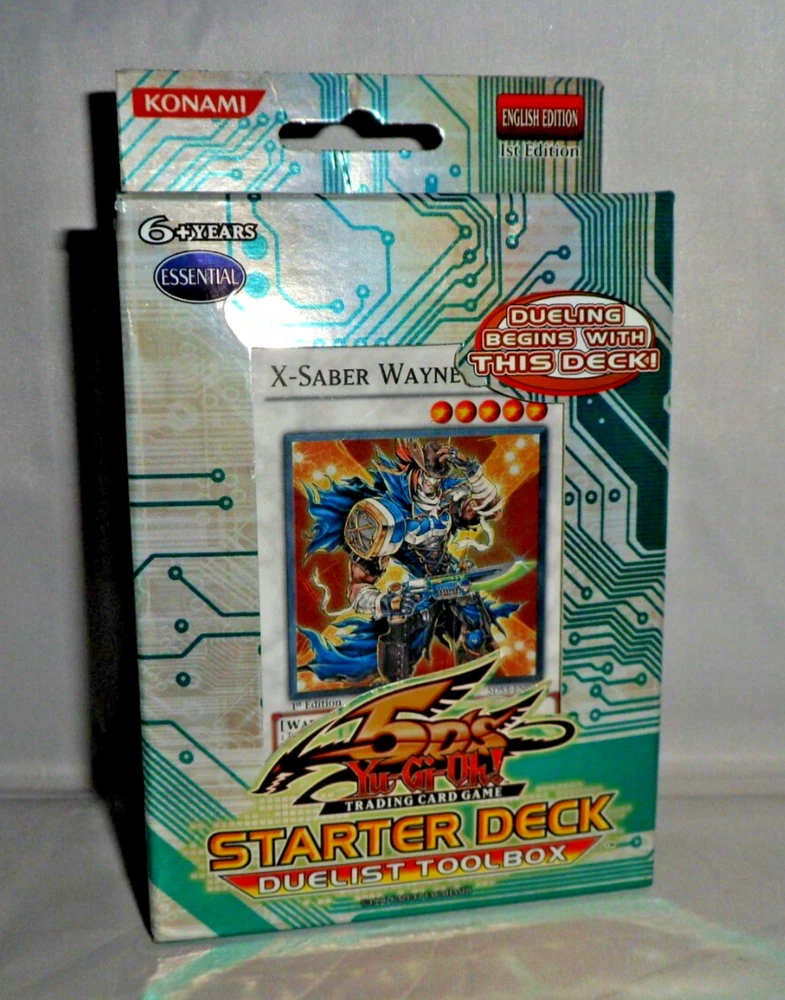 KONAMI
ENGLISH EDITION
1st Edition
6+YEARS
ESSENTIAL
DUELING
BEGINS WITH
THIS DECK!
X-SABER WAYNE
1st Edition
5D's
Yu-Gi-Oh!
TRADING CARD GAME
STARTER DECK
DUELIST TOOLBOX